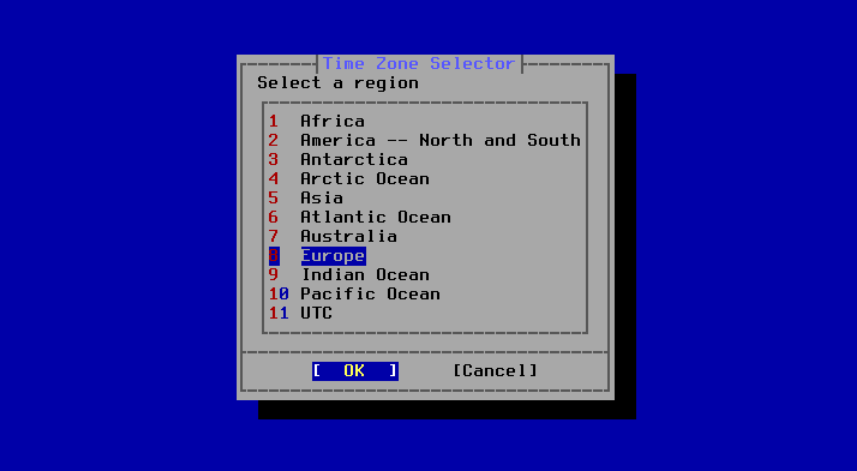 Time Zone Selector
Select a region
1 Africa
2 America -- North and South
3 Antarctica
4 Arctic Ocean
5 Asia
6 Atlantic Ocean
7 Australia
8 Europe
9 Indian Ocean
10 Pacific Ocean
11 UTC
[ OK ] [Cancel]